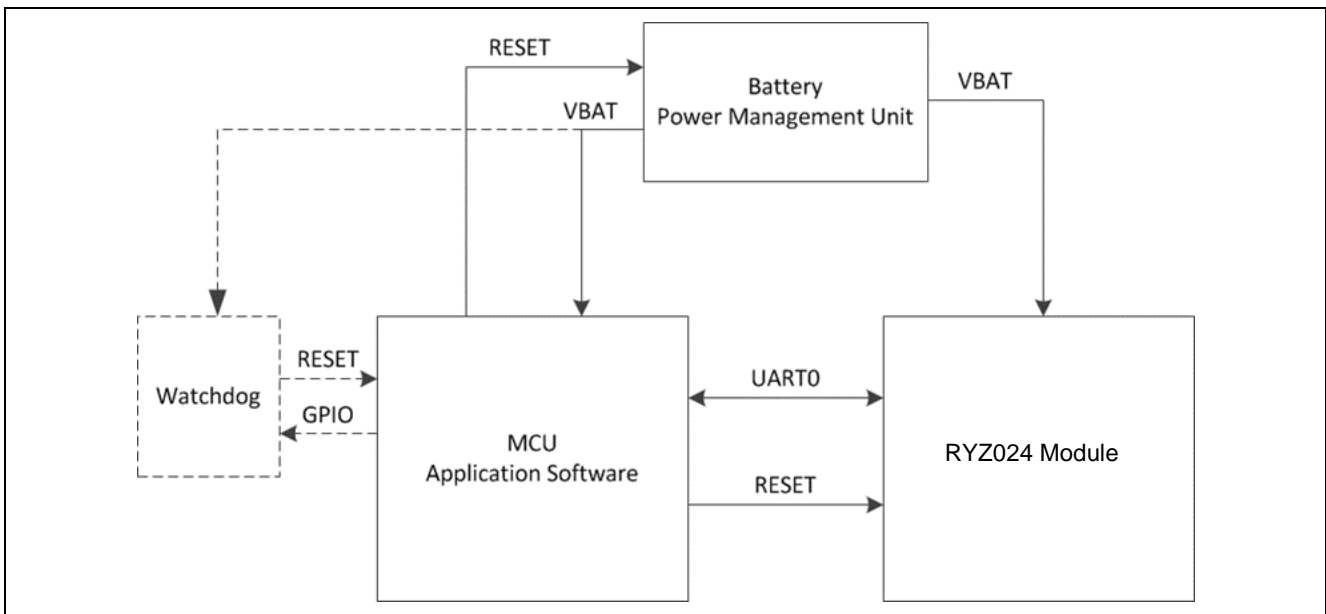 RESET
Battery
Power Management Unit
VBAT
VBAT
Watchdog
RESET
GPIO
MCU
Application Software
UART0
RESET
RYZ024 Module